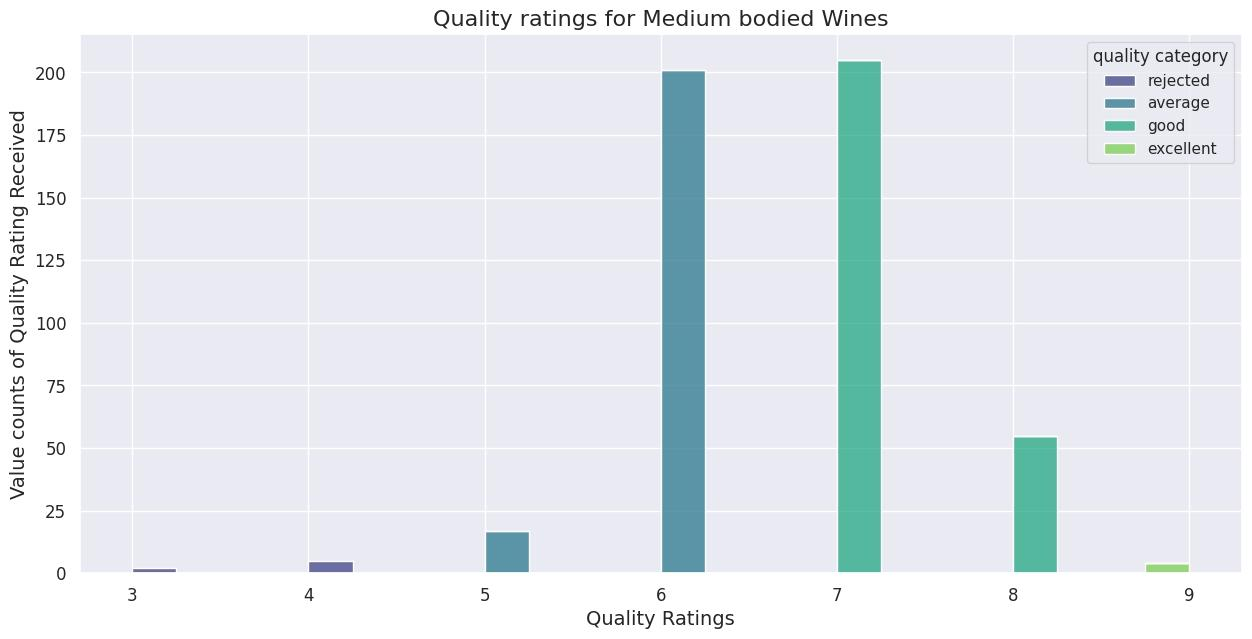 Quality ratings for Medium bodied Wines
quality category
rejected
average
good
excellent
Value counts of Quality Rating Received
200
175
150
125
100
75
50
25
0
3 4 5 6 7 8 9
Quality Ratings